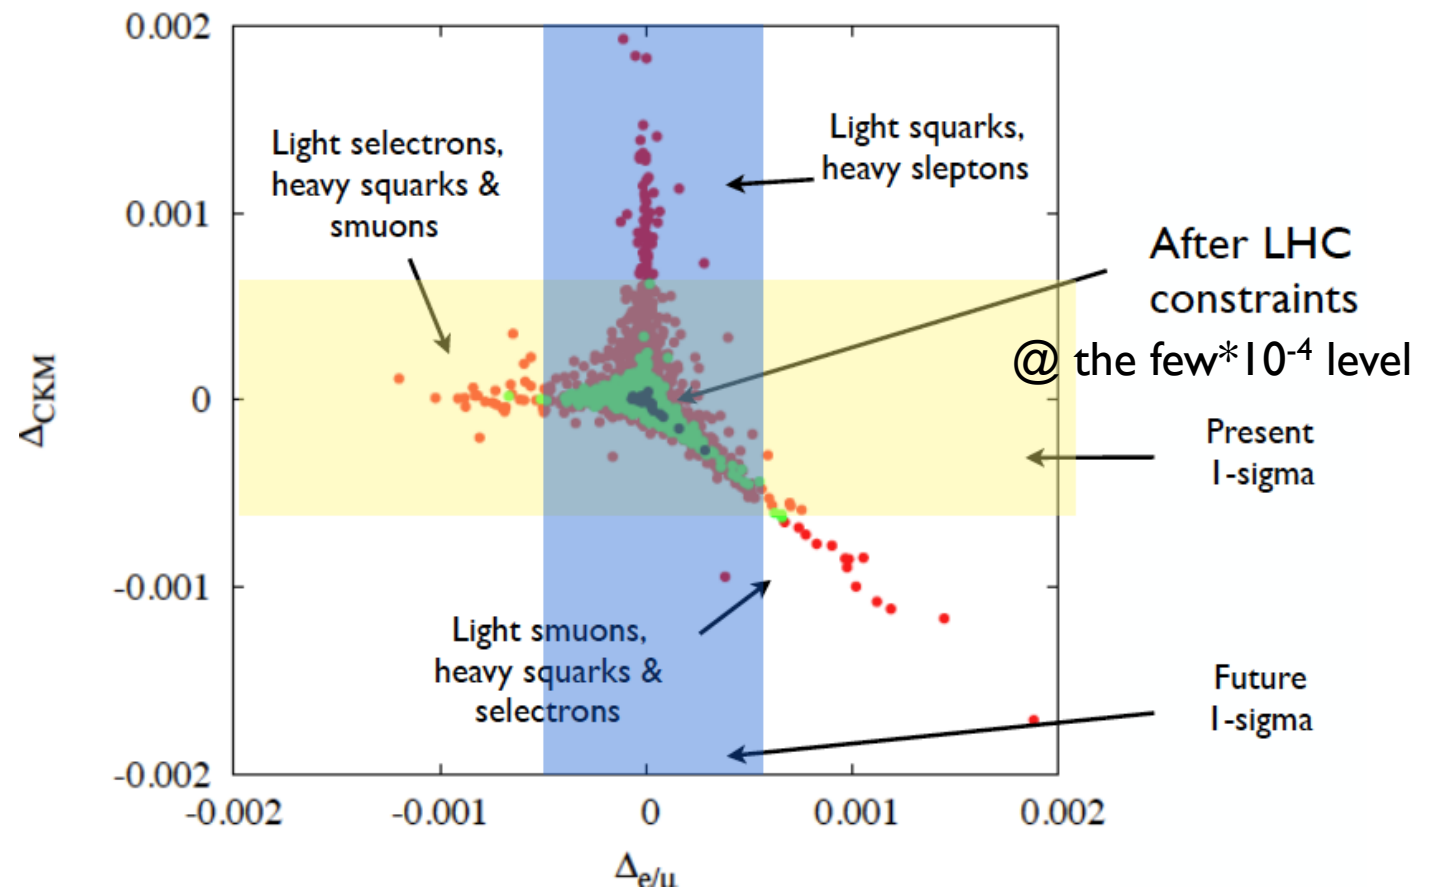 0.002
0.001
0
-0.001
-0.002
ΔCKM
-0.002
-0.001
0
0.001
0.002
Δe/μ
Light selectrons,
heavy squarks &
smuons
Light squarks,
heavy sleptons
After LHC
constraints
@ the few*10-4 level
Present
1-sigma
Light smuons,
heavy squarks &
selectrons
Future
1-sigma